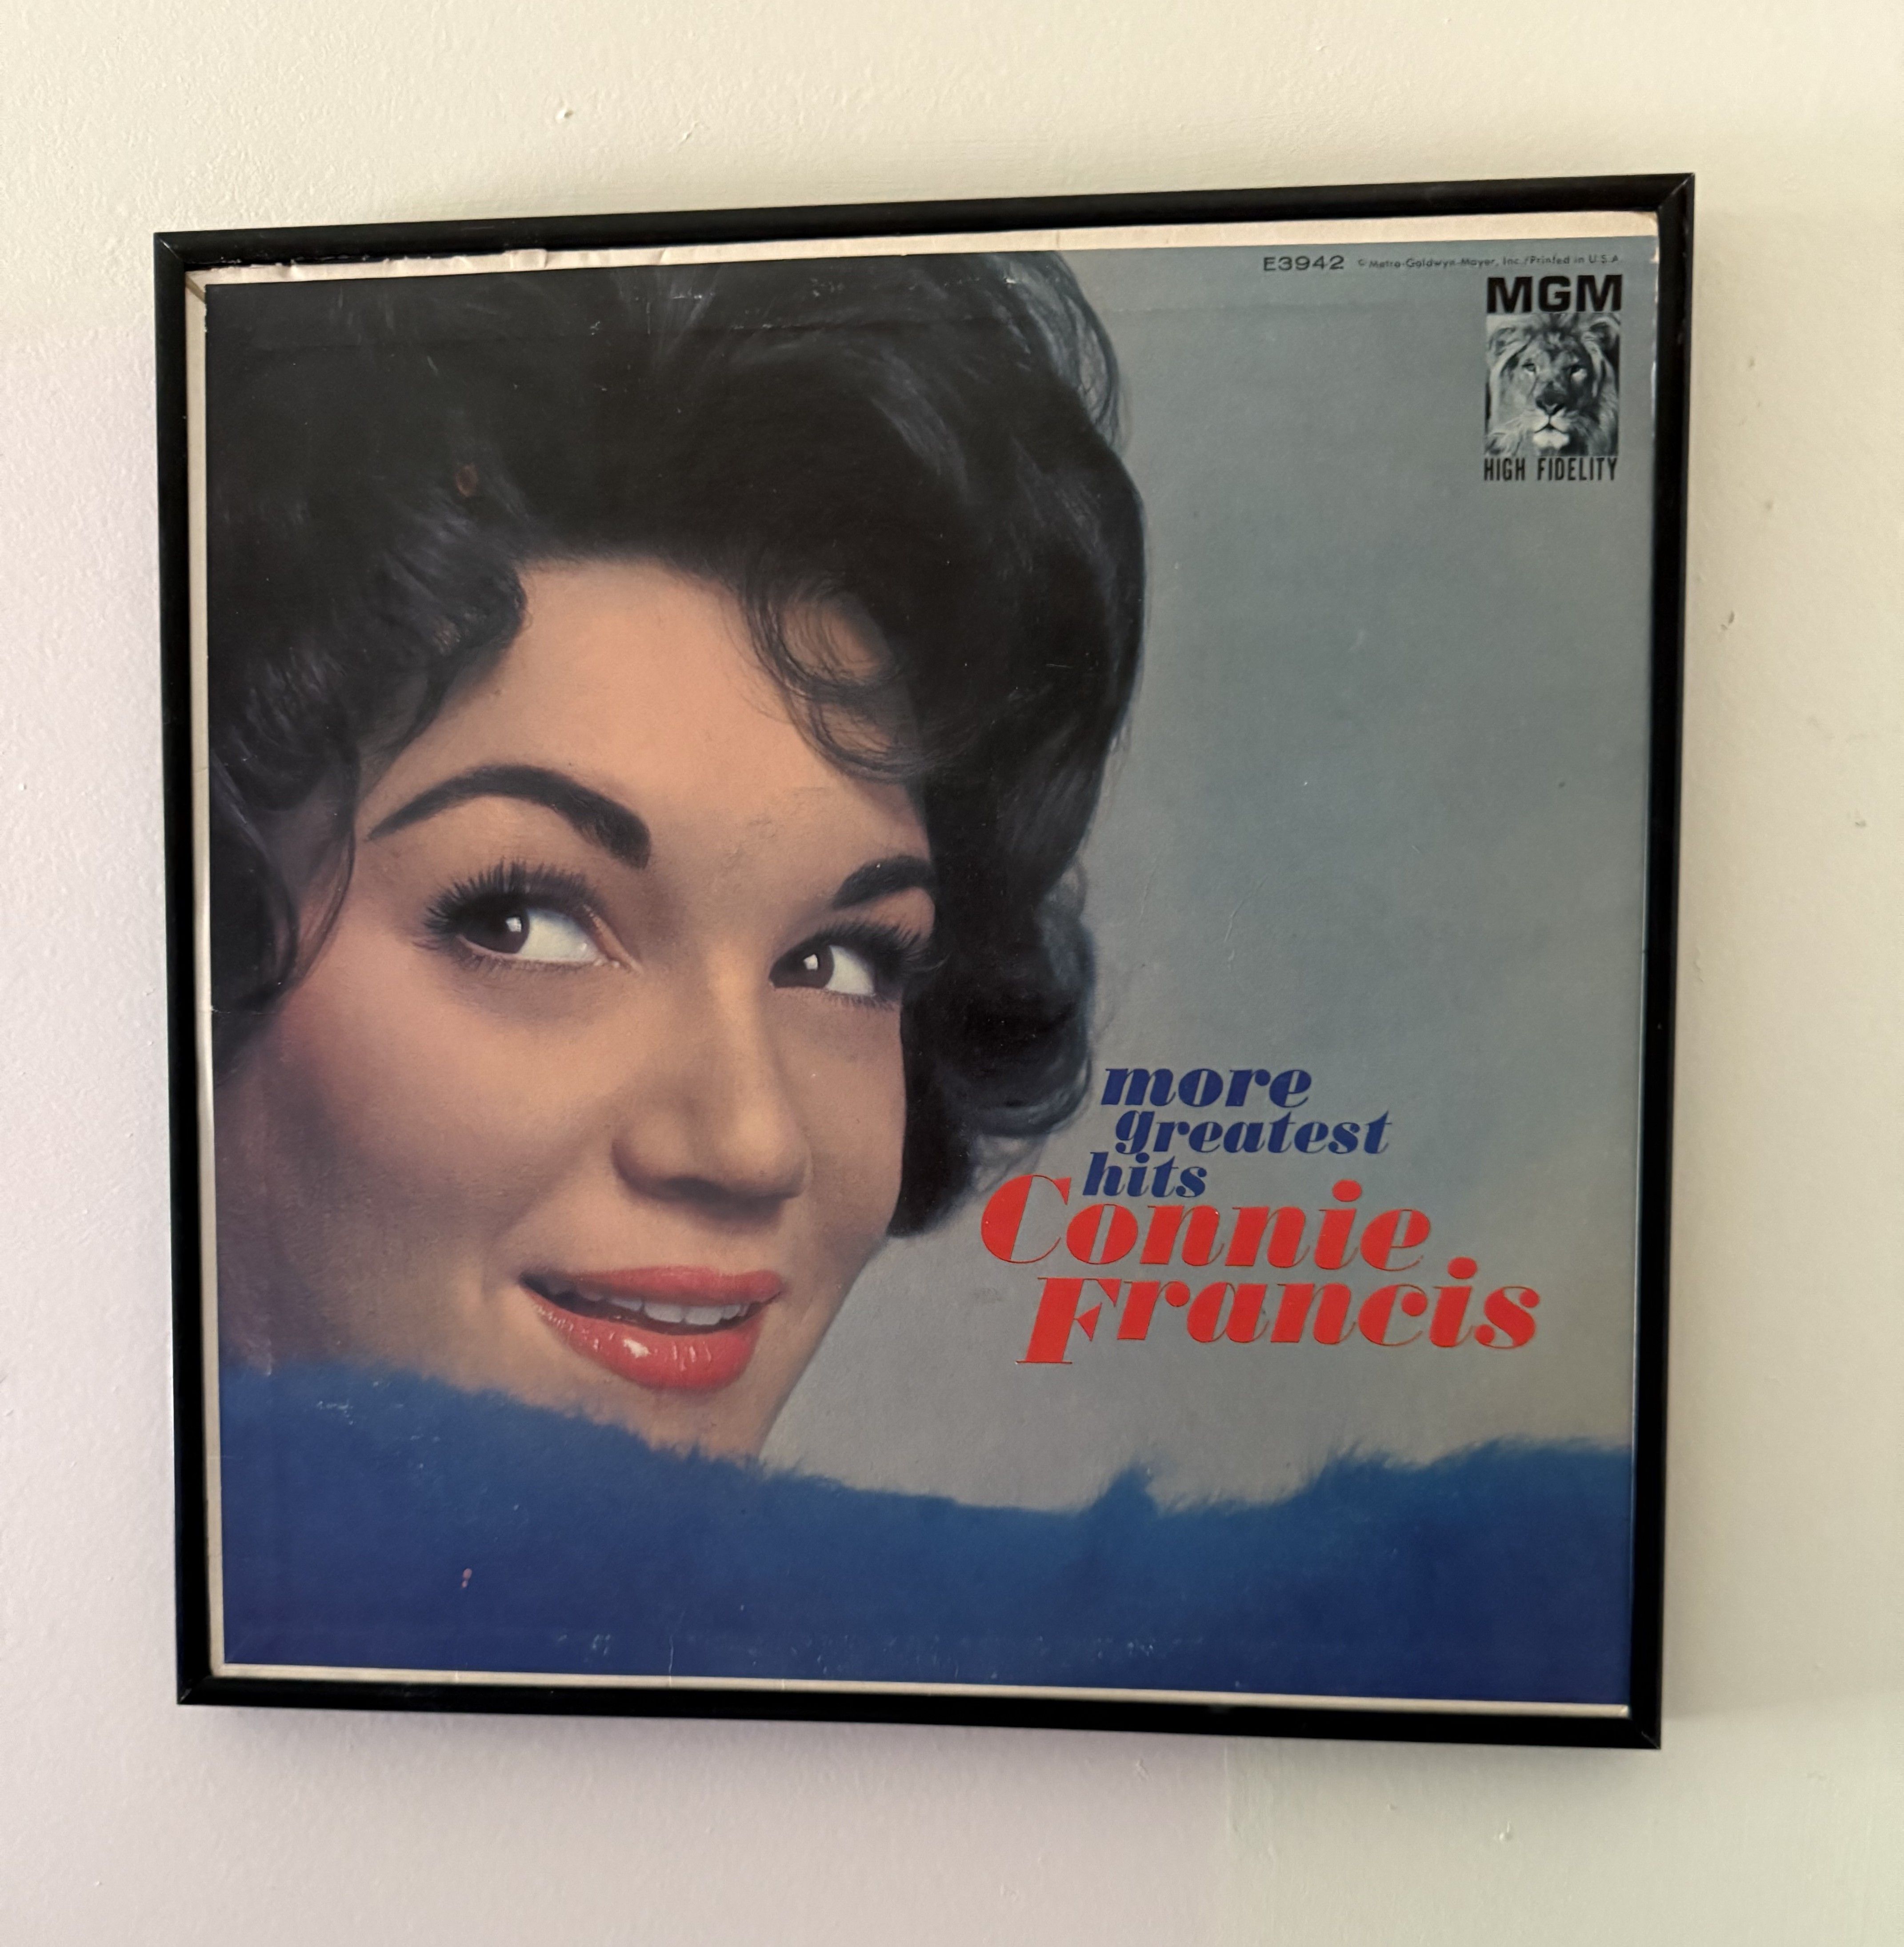 E3942 © Metro-Goldwyn-Mayer, Inc./Printed in U.S.A.
MGM
HIGH FIDELITY
more
greatest
hits
Connie
Francis